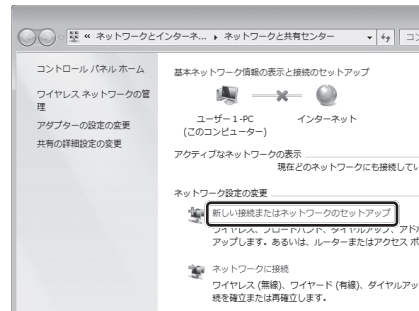 « ネットワークとインターネ... ▸ ネットワークと共有センター
コントロール パネル ホーム
ワイヤレス ネットワークの管
理
アダプターの設定の変更
共有の詳細設定の変更
基本ネットワーク情報の表示と接続のセットアップ
ユーザー1-PC
(このコンピューター)
インターネット
アクティブなネットワークの表示
現在どのネットワークにも接続してい
ネットワーク設定の変更
新しい接続またはネットワークのセットアップ
ワイヤレス、ブロードバンド、ダイヤルアップ、アドホ
アップします。あるいは、ルーターまたはアクセス ポ
ネットワークに接続
ワイヤレス (無線)、ワイヤード (有線)、ダイヤルアッ
続を確立または再確立します。